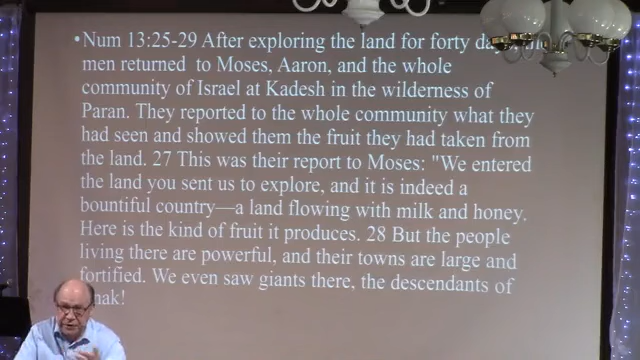 •Num 13:25-29 After exploring the land for forty
men returned to Moses, Aaron, and the whole
community of Israel at Kadesh in the wilderness of
Paran. They reported to the whole community what they
had seen and showed them the fruit they had taken from
the land. 27 This was their report to Moses: "We entered
the land you sent us to explore, and it is indeed a
bountiful country—a land flowing with milk and honey.
Here is the kind of fruit it produces. 28 But the people
living there are powerful, and their towns are large and
fortified. We even saw giants there, the descendants of